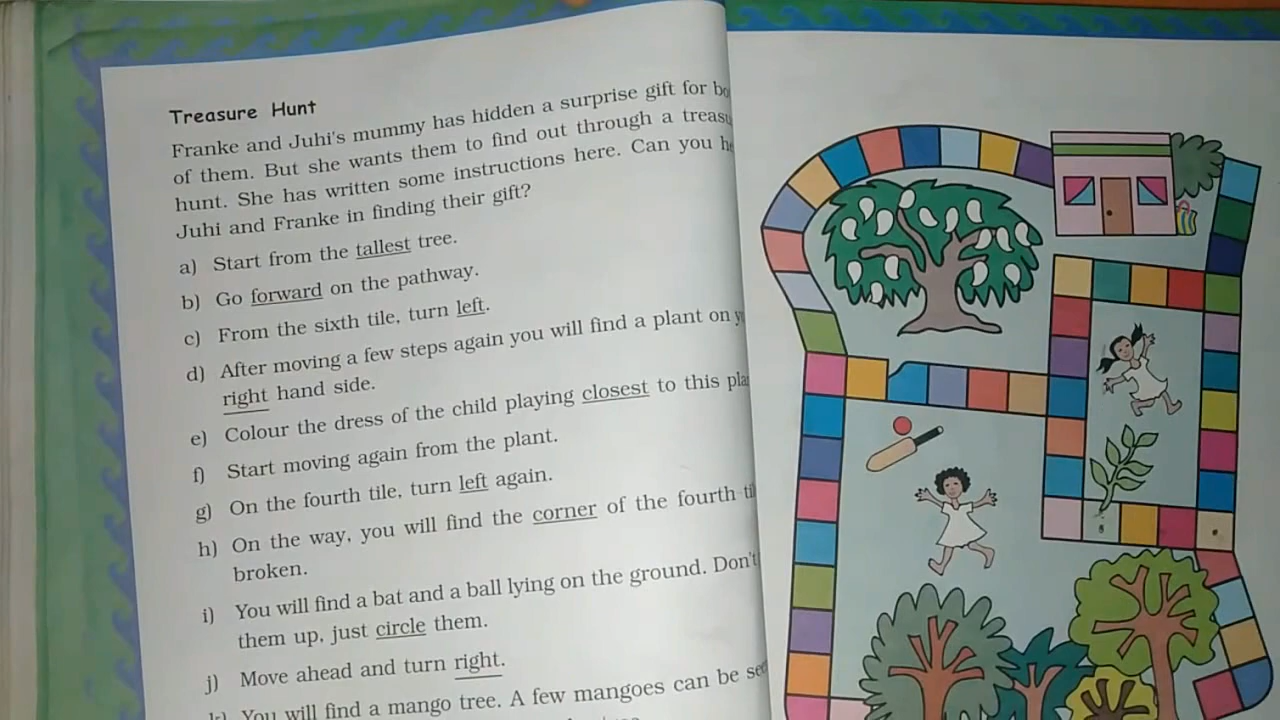 Treasure Hunt
Franke and Juhi's mummy has hidden a surprise gift for
of them. But she wants them to find out through a
hunt. She has written some instructions here. Can you
Juhi and Franke in finding their gift?
a) Start from the tallest tree.
b) Go forward on the pathway.
c) From the sixth tile, turn left.
d) After moving a few steps again you will find a plant on
right hand side.
e) Colour the dress of the child playing closest to this
f) Start moving again from the plant.
g) On the fourth tile, turn left again.
h) On the way, you will find the corner of the fourth
broken.
i) You will find a bat and a ball lying on the ground. Don't
them up, just circle them.
j) Move ahead and turn right.
You will find a mango tree. A few mangoes can be